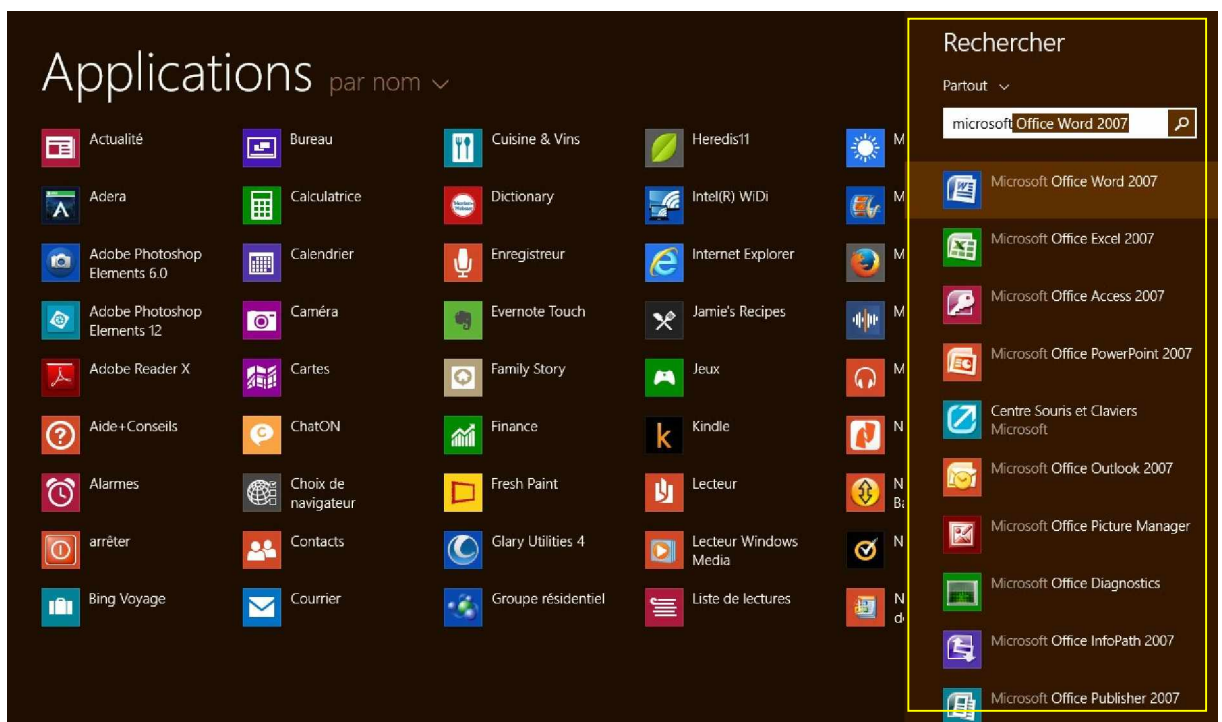 Applications par nom
Actualité
Adera
Adobe Photoshop
Elements 6.0
Adobe Photoshop
Elements 12
Adobe Reader X
Aide+Conseils
Alarmes
arrêter
Bing Voyage
Bureau
Calculatrice
Calendrier
Caméra
Cartes
ChatON
Choix de
navigateur
Contacts
Courrier
Cuisine & Vins
Dictionary
Enregistreur
Evernote Touch
Family Story
Finance
Fresh Paint
Glary Utilities 4
Groupe résidentiel
Heredis11
Intel(R) WiDi
Internet Explorer
Jamie's Recipes
Jeux
Kindle
Lecteur
Lecteur Windows
Media
Liste de lectures
M
M
M
M
M
N
N
N
N
Rechercher
Partout
microsoft Office Word 2007
Microsoft Office Word 2007
Microsoft Office Excel 2007
Microsoft Office Access 2007
Microsoft Office PowerPoint 2007
Centre Souris et Claviers
Microsoft
Microsoft Office Outlook 2007
Microsoft Office Picture Manager
Microsoft Office Diagnostics
Microsoft Office InfoPath 2007
Microsoft Office Publisher 2007